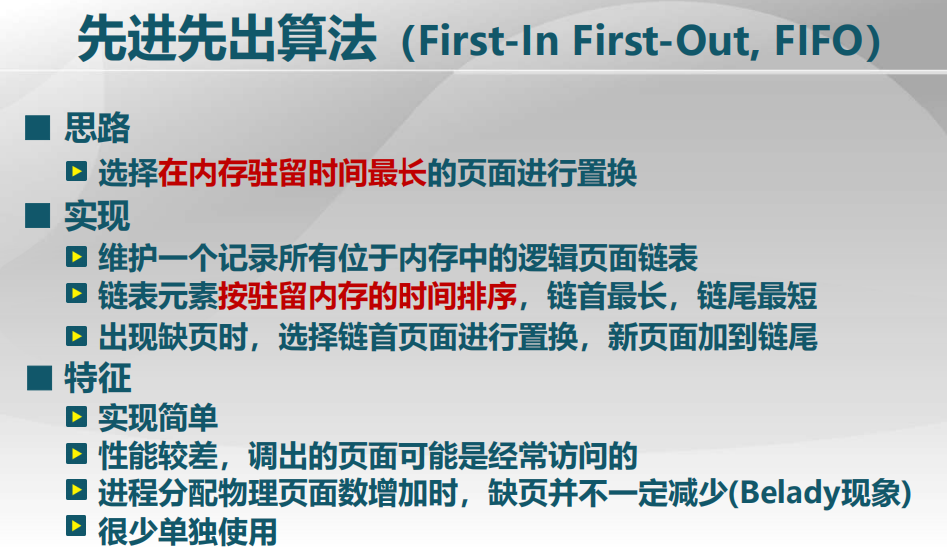 先进先出算法（First-In First-Out, FIFO）
思路
选择在内存驻留时间最长的页面进行置换
实现
维护一个记录所有位于内存中的逻辑页面链表
链表元素按驻留内存的时间排序，链首最长，链尾最短
出现缺页时，选择链首页面进行置换，新页面加到链尾
特征
实现简单
性能较差，调出的页面可能是经常访问的
进程分配物理页面数增加时，缺页并不一定减少(Belady现象)
很少单独使用